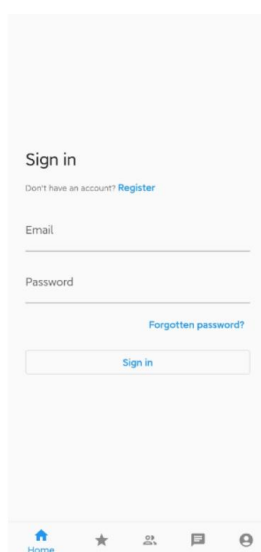 Sign in
Don't have an account? Register
Email
Password
Forgotten password?
Sign in
Home